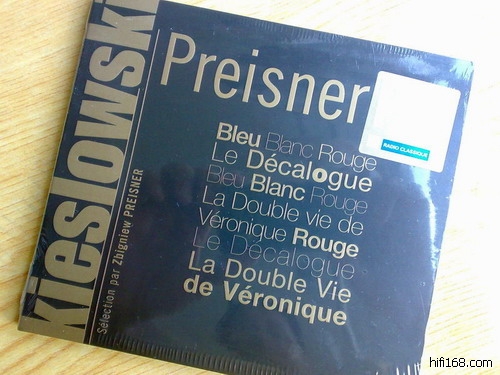 Kieslowski
Sélection par Zbigniew PREISNER
Preisner
RADIO CLASSIQUE
Bleu Blanc Rouge
Le Décalogue
Bleu Blanc Rouge
La Double vie de
Véronique Rouge
Le Décalogue
La Double Vie
de Véronique
hifi168.com